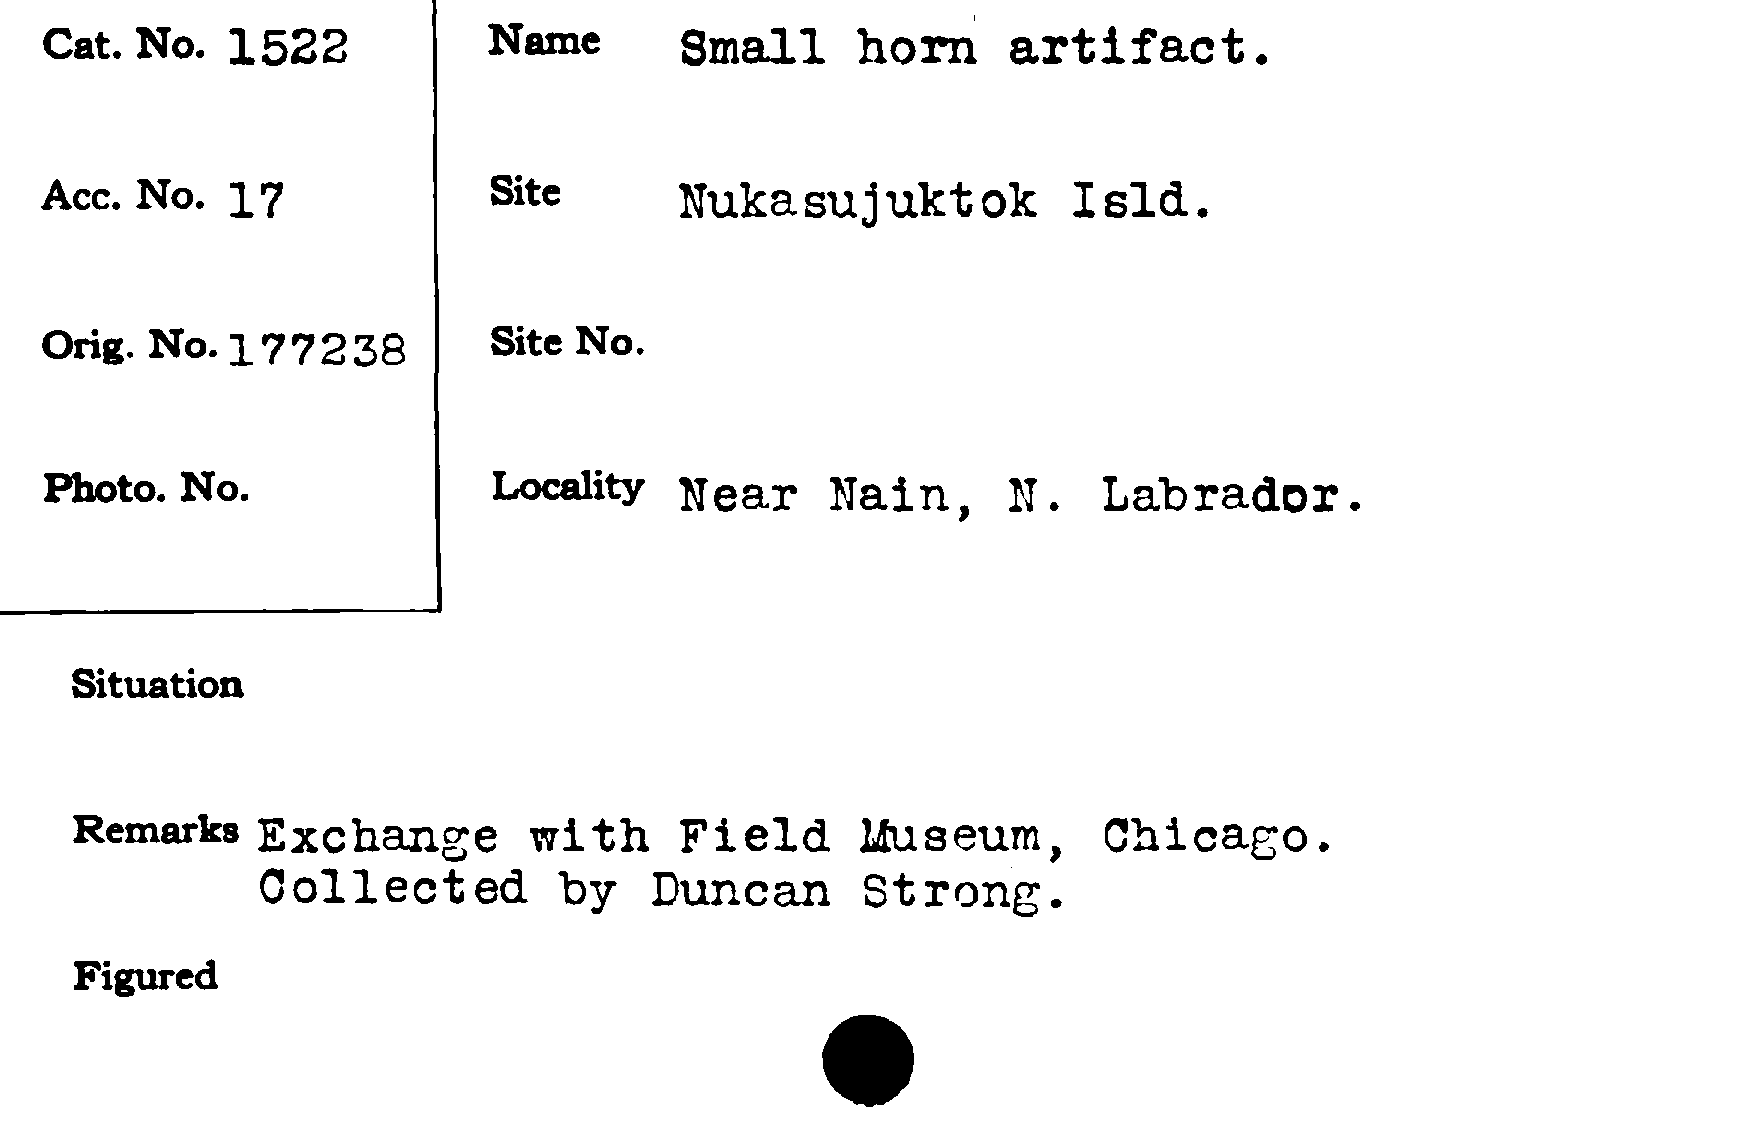 Cat. No. 1522
Name Small horn artifact.
Acc. No. 17
Site Nukasujuktok Isld.
Orig. No. 177238
Site No.
Photo. No.
Locality Near Nain, N. Labrador.
Situation
Remarks Exchange with Field Museum, Chicago.
Collected by Duncan Strong.
Figured